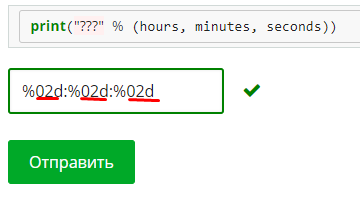 print("???" % (hours, minutes, seconds))
%02d:%02d:%02d
Отправить